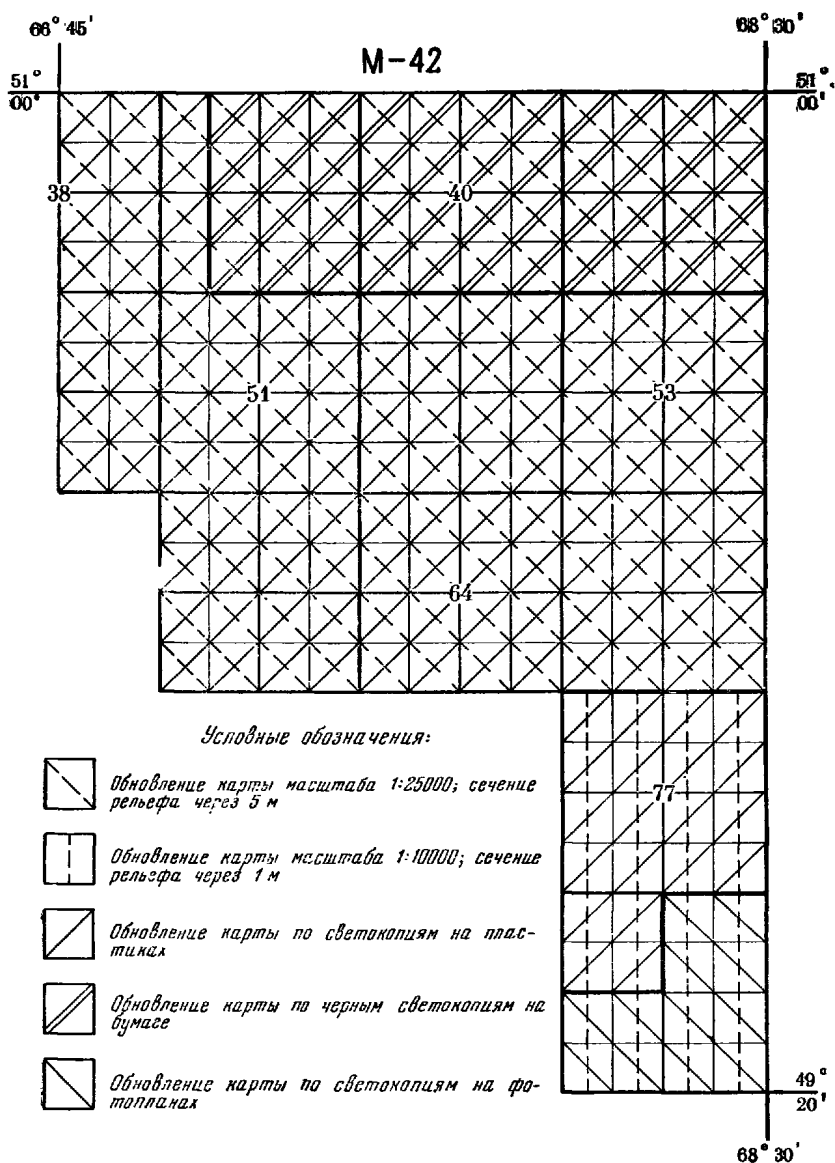 66° 45'
68° 30'
М-42
51°
00'
51°
00'
38
40
51
53
64
Условные обозначения:
77
Обновление карты масштаба 1:25000; сечение
рельефа через 5 м
Обновление карты масштаба 1:10000; сечение
рельефа через 1 м
Обновление карты по светокопиям на плас-
тиках
Обновление карты по черным светокопиям на
бумаге
Обновление карты по светокопиям на фо-
топланах
49°
20'
68° 30'